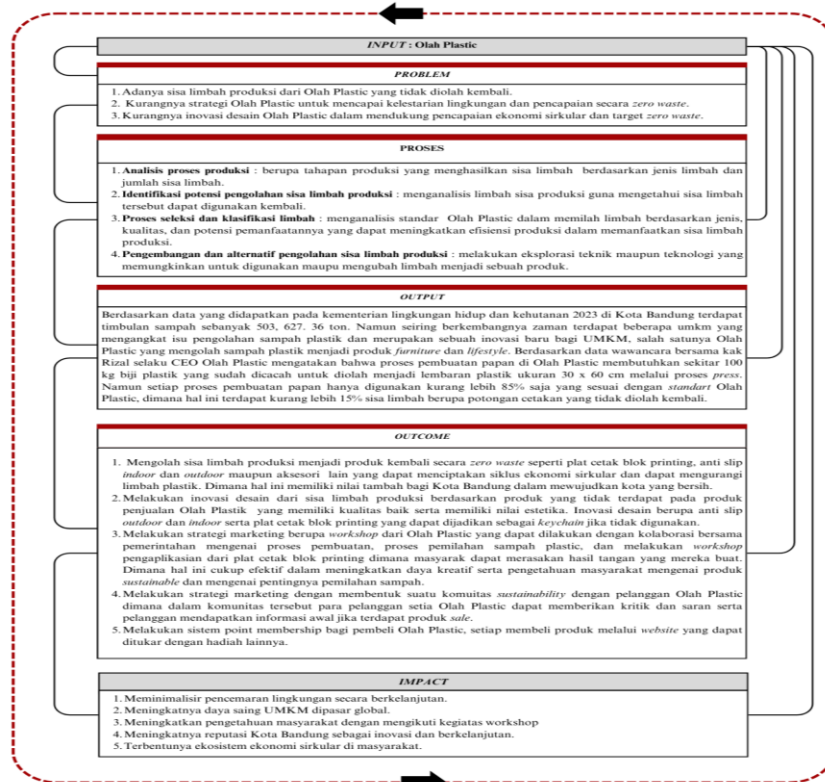 INPUT : Olah Plastic
PROBLEM
1. Adanya sisa limbah produksi dari Olah Plastic yang tidak diolah kembali.
2. Kurangnya strategi Olah Plastic untuk mencapai kelestarian lingkungan dan pencapaian secara zero waste.
3. Kurangnya inovasi desain Olah Plastic dalam mendukung pencapaian ekonomi sirkular dan target zero waste.
PROSES
1. Analisis proses produksi : berupa tahapan produksi yang menghasilkan sisa limbah berdasarkan jenis limbah dan
jumlah sisa limbah.
2. Identifikasi potensi pengolahan sisa limbah produksi : menganalisis limbah sisa produksi guna mengetahui sisa limbah
tersebut dapat digunakan kembali.
3. Proses seleksi dan klasifikasi limbah : menganalisis standar Olah Plastic dalam memilah limbah berdasarkan jenis,
kualitas, dan potensi pemanfaatannya yang dapat meningkatkan efisiensi produksi dalam memanfaatkan sisa limbah
produksi.
4. Pengembangan dan alternatif pengolahan sisa limbah produksi : melakukan eksplorasi teknik maupun teknologi yang
memungkinkan untuk digunakan maupun mengubah limbah menjadi sebuah produk.
OUTPUT
Berdasarkan data yang didapatkan pada kementerian lingkungan hidup dan kehutanan 2023 di Kota Bandung terdapat
timbulan sampah sebanyak 503, 627. 36 ton. Namun seiring berkembangnya zaman terdapat beberapa umkm yang
mengangkat isu pengolahan sampah plastik dan merupakan sebuah inovasi baru bagi UMKM, salah satunya Olah
Plastic yang mengolah sampah plastik menjadi produk furniture dan lifestyle. Berdasarkan data wawancara bersama kak
Rizal selaku CEO Olah Plastic mengatakan bahwa proses pembuatan papan di Olah Plastic membutuhkan sekitar 100
kg biji plastik yang sudah dicacah untuk diolah menjadi lembaran plastik ukuran 30 x 60 cm melalui proses press.
Namun setiap proses pembuatan papan hanya digunakan kurang lebih 85% saja yang sesuai dengan standart Olah
Plastic, dimana hal ini terdapat kurang lebih 15% sisa limbah berupa potongan cetakan yang tidak diolah kembali.
OUTCOME
1. Mengolah sisa limbah produksi menjadi produk kembali secara zero waste seperti plat cetak blok printing, anti slip
indoor dan outdoor maupun aksesori lain yang dapat menciptakan siklus ekonomi sirkular dan dapat mengurangi
limbah plastik. Dimana hal ini memiliki nilai tambah bagi Kota Bandung dalam mewujudkan kota yang bersih.
2. Melakukan inovasi desain dari sisa limbah produksi berdasarkan produk yang tidak terdapat pada produk
penjualan Olah Plastik yang memiliki kualitas baik serta memiliki nilai estetika. Inovasi desain berupa anti slip
outdoor dan indoor serta plat cetak blok printing yang dapat dijadikan sebagai keychain jika tidak digunakan.
3. Melakukan strategi marketing berupa workshop dari Olah Plastic yang dapat dilakukan dengan kolaborasi bersama
pemerintahan mengenai proses pembuatan, proses pemilahan sampah plastic, dan melakukan workshop
pengaplikasian dari plat cetak blok printing dimana masyarak dapat merasakan hasil tangan yang mereka buat.
Dimana hal ini cukup efektif dalam meningkatkan daya kreatif serta pengetahuan masyarakat mengenai produk
sustainable dan mengenai pentingnya pemilahan sampah.
4. Melakukan strategi marketing dengan membentuk suatu komuitas sustainability dengan pelanggan Olah Plastic
dimana dalam komunitas tersebut para pelanggan setia Olah Plastic dapat memberikan kritik dan saran serta
pelanggan mendapatkan informasi awal jika terdapat produk sale.
5. Melakukan sistem point membership bagi pembeli Olah Plastic, setiap membeli produk melalui website yang dapat
ditukar dengan hadiah lainnya.
IMPACT
1. Meminimalisir pencemaran lingkungan secara berkelanjutan.
2. Meningkatnya daya saing UMKM dipasar global.
3. Meningkatkan pengetahuan masyarakat dengan mengikuti kegiatas workshop
4. Meningkatnya reputasi Kota Bandung sebagai inovasi dan berkelanjutan.
5. Terbentunya ekosistem ekonomi sirkular di masyarakat.